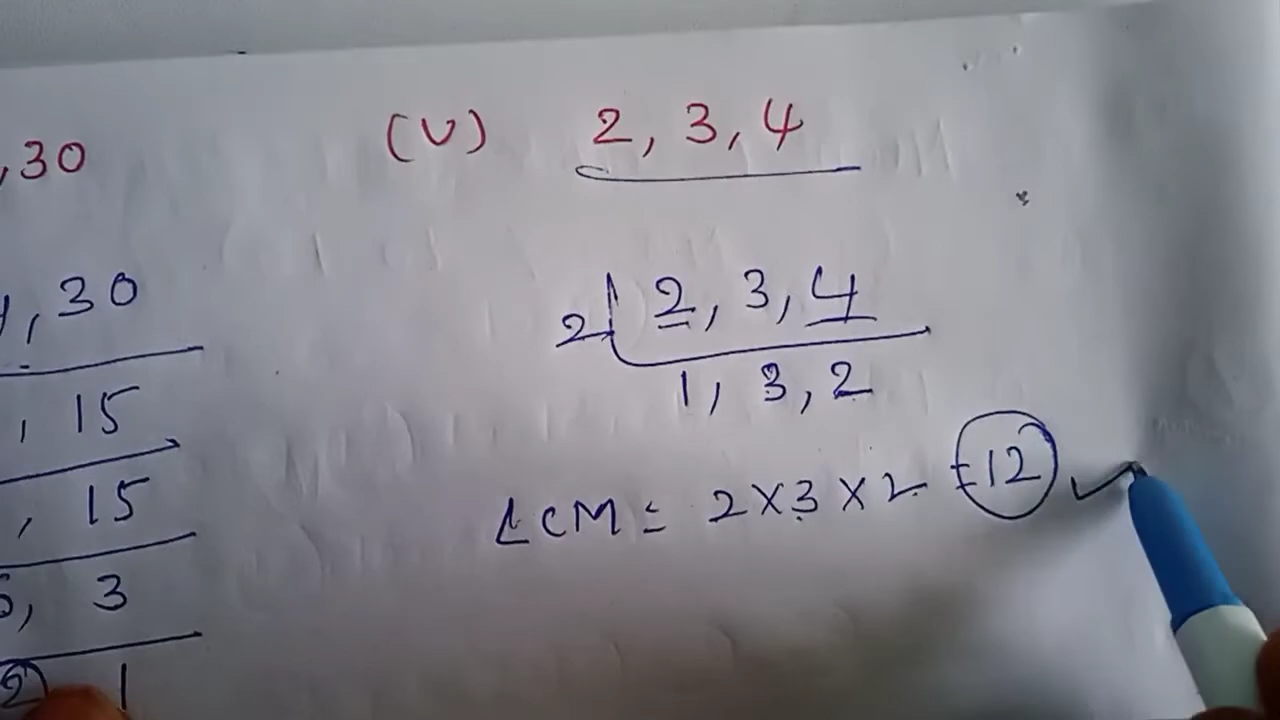 ,30
, 30
, 15
, 15
, 3
2 1
(V) 2, 3, 4
2 2, 3, 4
1, 3, 2
LCM = 2 X 3 X 2 = 12 ✓